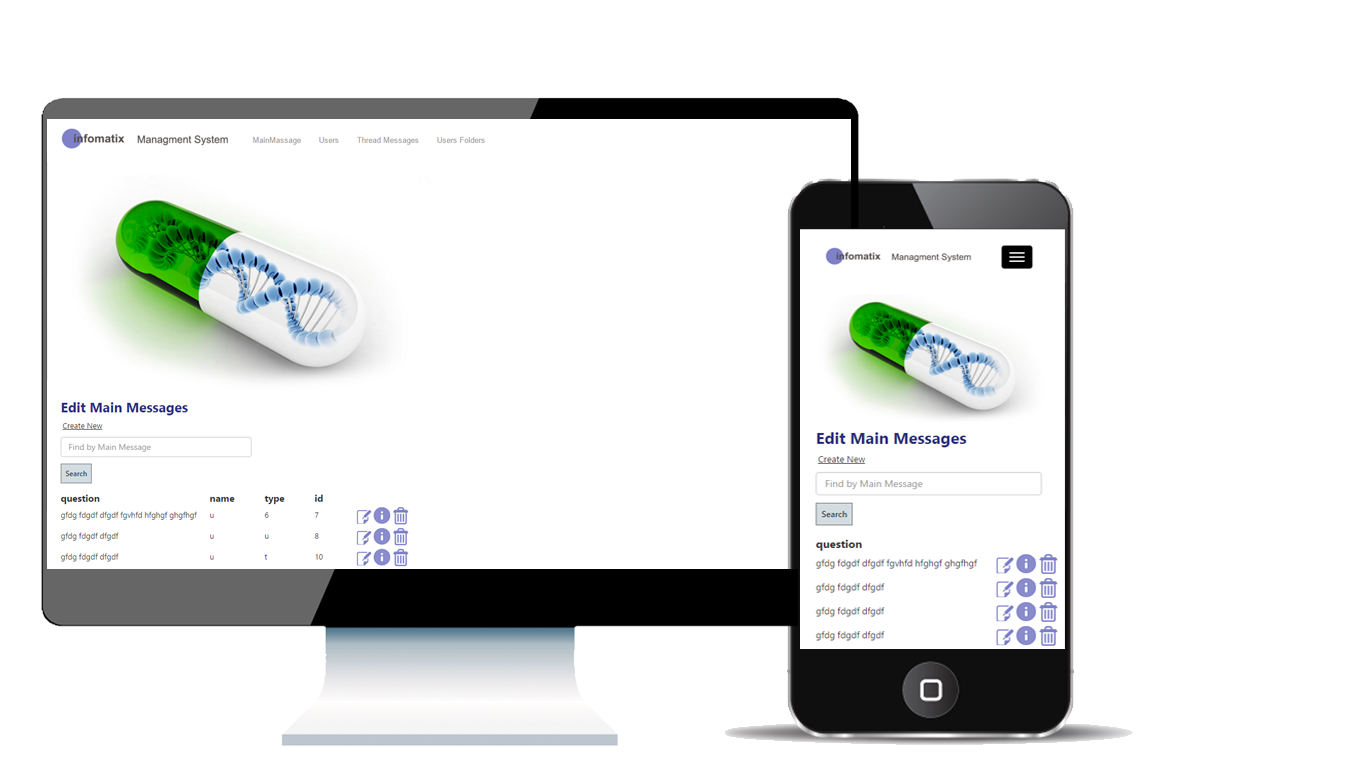 infomatix Managment System MainMassage Users Thread Messages Users Folders
Edit Main Messages
Create New
Find by Main Message
Search
question name type id
gfdg fdgdf dfgdf fgvhfd hfghgf ghgfhgf u 6 7
gfdg fdgdf dfgdf u u 8
gfdg fdgdf dfgdf u t 10
infomatix Managment System
Edit Main Messages
Create New
Find by Main Message
Search
question
gfdg fdgdf dfgdf fgvhfd hfghgf ghgfhgf
gfdg fdgdf dfgdf
gfdg fdgdf dfgdf
gfdg fdgdf dfgdf